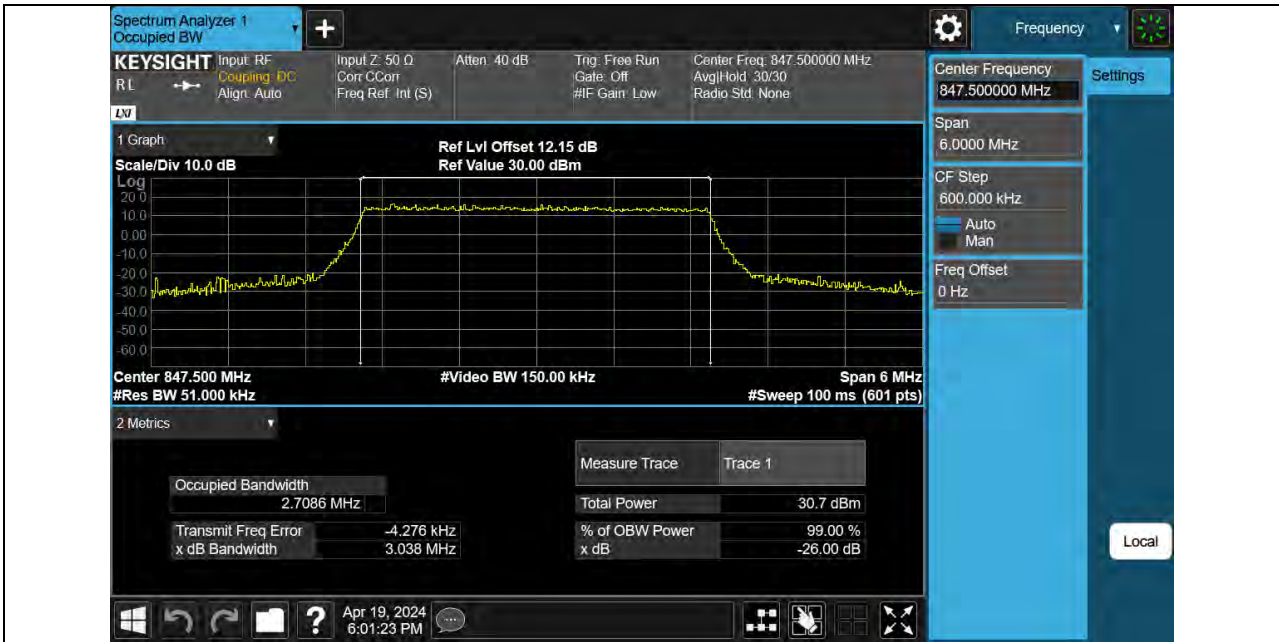 Spectrum Analyzer 1
Occupied BW
Frequency
KEYSIGHT
RL
LXI
Input: RF
Coupling: DC
Align: Auto
Input Z: 50 Ω
Corr CCorr
Freq Ref: Int (S)
Atten: 40 dB
Trig: Free Run
Gate: Off
#IF Gain: Low
Center Freq: 847.500000 MHz
Avg|Hold: 30/30
Radio Std: None
Center Frequency
847.500000 MHz
Settings
Span
6.0000 MHz
CF Step
600.000 kHz
Auto
Man
Freq Offset
0 Hz
Local
1 Graph
Scale/Div 10.0 dB
Ref Lvl Offset 12.15 dB
Ref Value 30.00 dBm
Log
20.0
10.0
0.00
-10.0
-20.0
-30.0
-40.0
-50.0
-60.0
Center 847.500 MHz
#Video BW 150.00 kHz
Span 6 MHz
#Res BW 51.000 kHz
#Sweep 100 ms (601 pts)
2 Metrics
Measure Trace Trace 1
Occupied Bandwidth
2.7086 MHz
Total Power 30.7 dBm
Transmit Freq Error -4.276 kHz
% of OBW Power 99.00 %
x dB Bandwidth 3.038 MHz
x dB -26.00 dB
?
Apr 19, 2024
6:01:23 PM